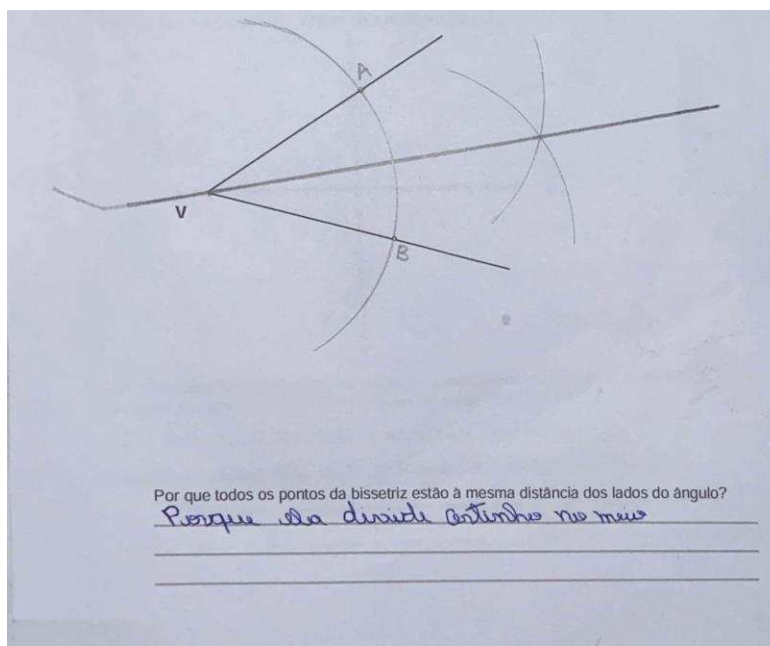 A
V
B
Por que todos os pontos da bissetriz estão à mesma distância dos lados do ângulo?
Porque ela divide certinho no meio